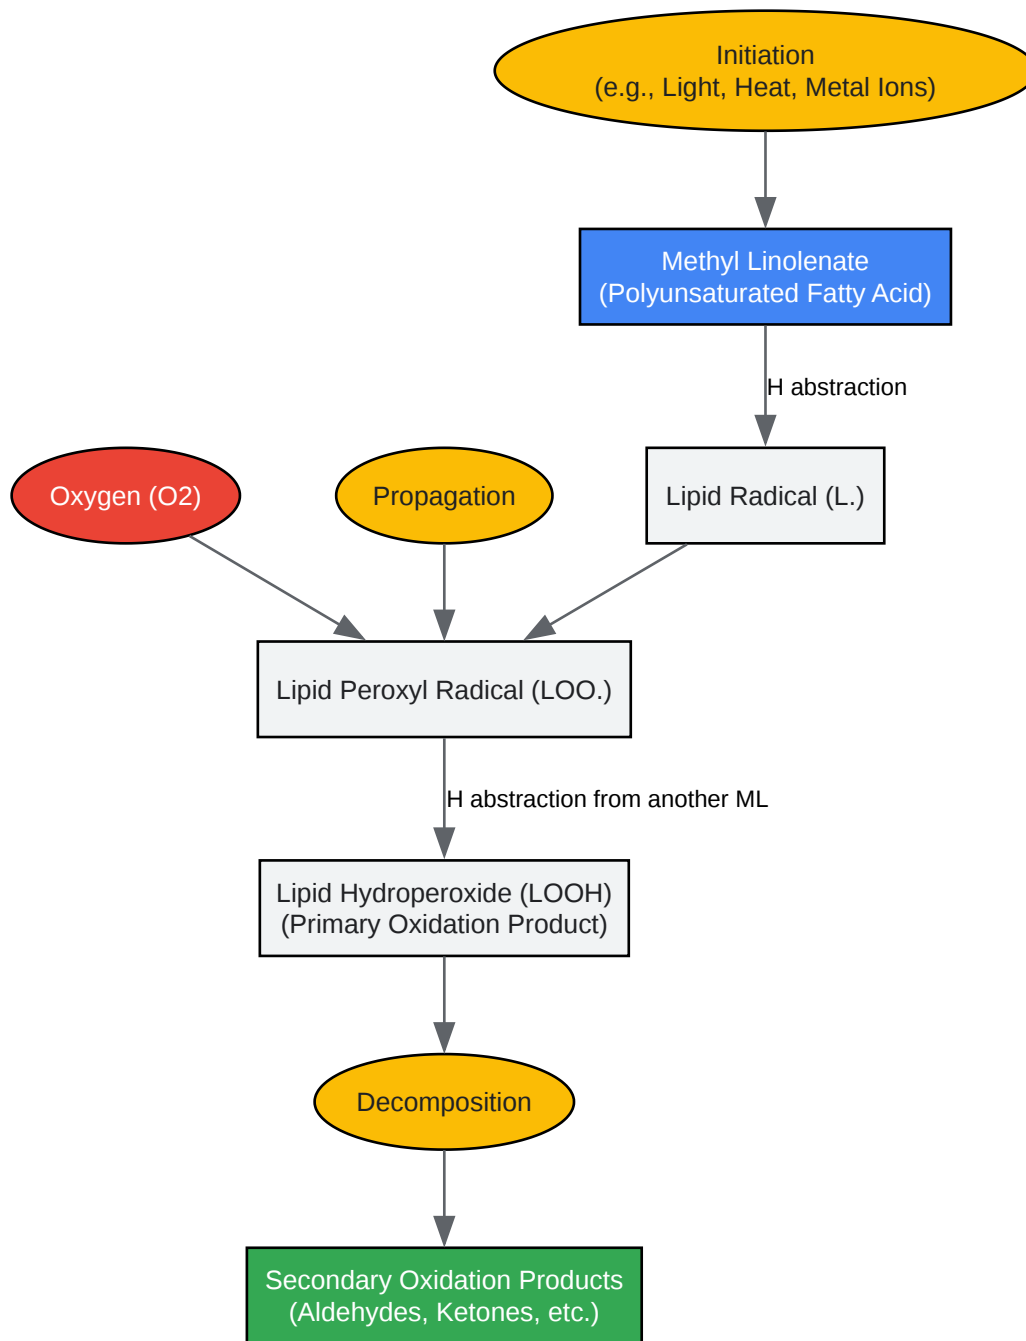 Initiation
(e.g., Light, Heat, Metal Ions)
Methyl Linolenate
(Polyunsaturated Fatty Acid)
H abstraction
Oxygen (O2)
Propagation
Lipid Radical (L.)
Lipid Peroxyl Radical (LOO.)
H abstraction from another ML
Lipid Hydroperoxide (LOOH)
(Primary Oxidation Product)
Decomposition
Secondary Oxidation Products
(Aldehydes, Ketones, etc.)